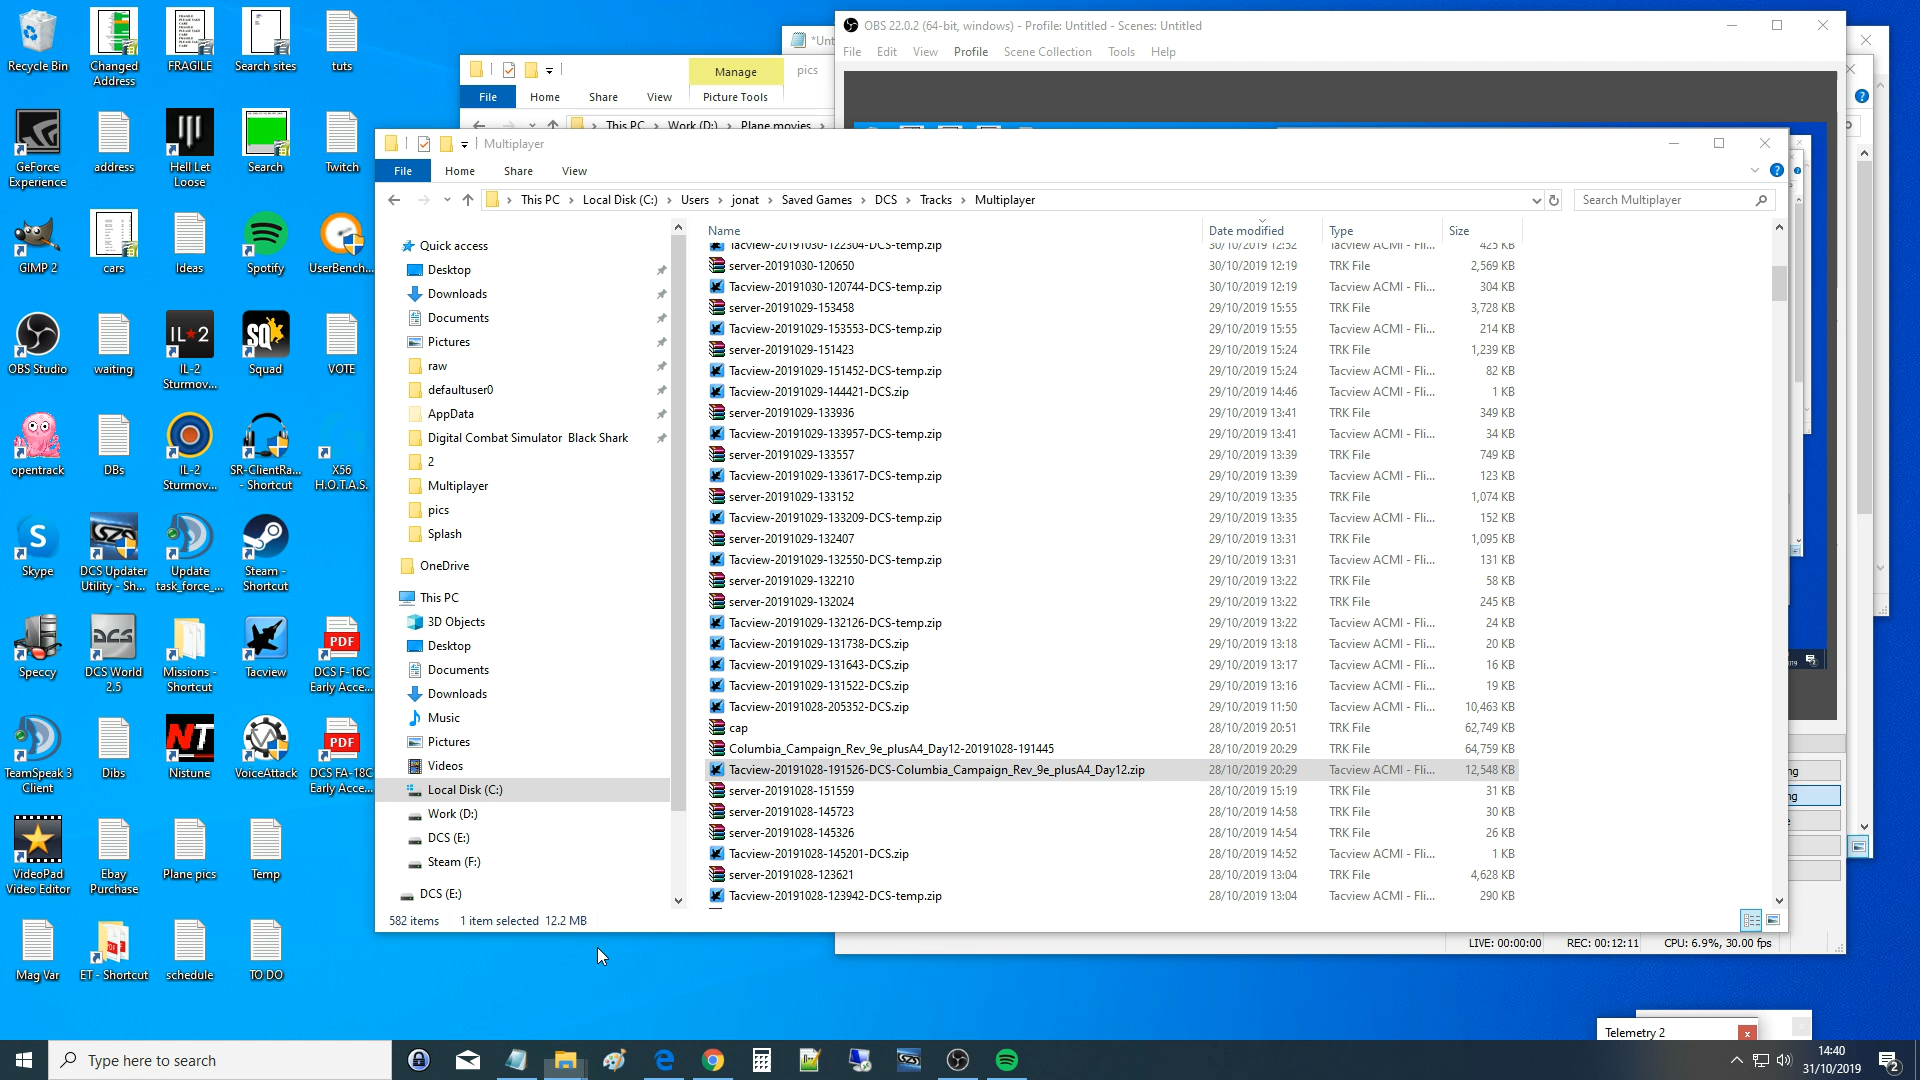 Recycle Bin
Changed Address
FRAGILE
Search sites
tuts
GeForce Experience
address
Hell Let Loose
Search
Twitch
GIMP 2
cars
Ideas
Spotify
UserBench...
OBS Studio
waiting
IL-2 Sturmov...
Squad
VOTE
opentrack
DBs
IL-2 Sturmov...
SR-ClientRa... - Shortcut
X56 H.O.T.A.S.
Skype
DCS Updater Utility - Sh...
Update task_force_...
Steam - Shortcut
Speccy
DCS World 2.5
Missions - Shortcut
Tacview
DCS F-16C Early Acce...
TeamSpeak 3 Client
Dibs
Nistune
VoiceAttack
DCS FA-18C Early Acce...
VideoPad Video Editor
Ebay Purchase
Plane pics
Temp
Mag Var
ET - Shortcut
schedule
TO DO
*Unt
OBS 22.0.2 (64-bit, windows) - Profile: Untitled - Scenes: Untitled
File Edit View Profile Scene Collection Tools Help
Manage pics
File Home Share View Picture Tools
This PC Work (D:) Plane movies
Multiplayer
File Home Share View
This PC Local Disk (C:) Users jonat Saved Games DCS Tracks Multiplayer
Search Multiplayer
Quick access
Desktop
Downloads
Documents
Pictures
raw
defaultuser0
AppData
Digital Combat Simulator Black Shark
2
Multiplayer
pics
Splash
OneDrive
This PC
3D Objects
Desktop
Documents
Downloads
Music
Pictures
Videos
Local Disk (C:)
Work (D:)
DCS (E:)
Steam (F:)
DCS (E:)
Name Date modified Type Size
Tacview-20191030-122304-DCS-temp.zip 30/10/2019 12:52 Tacview ACMI - Fli... 425 KB
server-20191030-120650 30/10/2019 12:19 TRK File 2,569 KB
Tacview-20191030-120744-DCS-temp.zip 30/10/2019 12:19 Tacview ACMI - Fli... 304 KB
server-20191029-153458 29/10/2019 15:55 TRK File 3,728 KB
Tacview-20191029-153553-DCS-temp.zip 29/10/2019 15:55 Tacview ACMI - Fli... 214 KB
server-20191029-151423 29/10/2019 15:24 TRK File 1,239 KB
Tacview-20191029-151452-DCS-temp.zip 29/10/2019 15:24 Tacview ACMI - Fli... 82 KB
Tacview-20191029-144421-DCS.zip 29/10/2019 14:46 Tacview ACMI - Fli... 1 KB
server-20191029-133936 29/10/2019 13:41 TRK File 349 KB
Tacview-20191029-133957-DCS-temp.zip 29/10/2019 13:41 Tacview ACMI - Fli... 34 KB
server-20191029-133557 29/10/2019 13:39 TRK File 749 KB
Tacview-20191029-133617-DCS-temp.zip 29/10/2019 13:39 Tacview ACMI - Fli... 123 KB
server-20191029-133152 29/10/2019 13:35 TRK File 1,074 KB
Tacview-20191029-133209-DCS-temp.zip 29/10/2019 13:35 Tacview ACMI - Fli... 152 KB
server-20191029-132407 29/10/2019 13:31 TRK File 1,095 KB
Tacview-20191029-132550-DCS-temp.zip 29/10/2019 13:31 Tacview ACMI - Fli... 131 KB
server-20191029-132210 29/10/2019 13:22 TRK File 58 KB
server-20191029-132024 29/10/2019 13:22 TRK File 245 KB
Tacview-20191029-132126-DCS-temp.zip 29/10/2019 13:22 Tacview ACMI - Fli... 24 KB
Tacview-20191029-131738-DCS.zip 29/10/2019 13:18 Tacview ACMI - Fli... 20 KB
Tacview-20191029-131643-DCS.zip 29/10/2019 13:17 Tacview ACMI - Fli... 16 KB
Tacview-20191029-131522-DCS.zip 29/10/2019 13:16 Tacview ACMI - Fli... 19 KB
Tacview-20191028-205352-DCS.zip 29/10/2019 11:50 Tacview ACMI - Fli... 10,463 KB
cap 28/10/2019 20:51 TRK File 62,749 KB
Columbia_Campaign_Rev_9e_plusA4_Day12-20191028-191445 28/10/2019 20:29 TRK File 64,759 KB
Tacview-20191028-191526-DCS-Columbia_Campaign_Rev_9e_plusA4_Day12.zip 28/10/2019 20:29 Tacview ACMI - Fli... 12,548 KB
server-20191028-151559 28/10/2019 15:19 TRK File 31 KB
server-20191028-145723 28/10/2019 14:58 TRK File 30 KB
server-20191028-145326 28/10/2019 14:54 TRK File 26 KB
Tacview-20191028-145201-DCS.zip 28/10/2019 14:52 Tacview ACMI - Fli... 1 KB
server-20191028-123621 28/10/2019 13:04 TRK File 4,628 KB
Tacview-20191028-123942-DCS-temp.zip 28/10/2019 13:04 Tacview ACMI - Fli... 290 KB
582 items 1 item selected 12.2 MB
ng
ng
LIVE: 00:00:00 REC: 00:12:11 CPU: 6.9%, 30.00 fps
Telemetry 2
Type here to search
14:40
31/10/2019
2